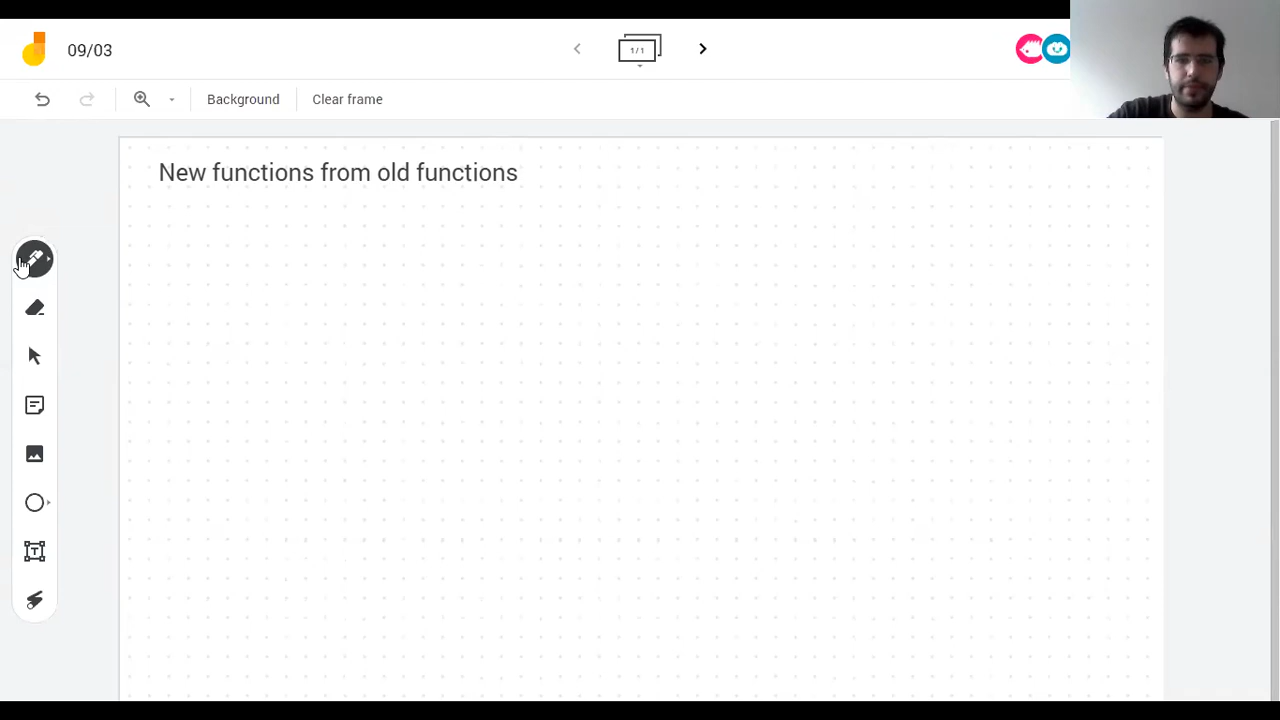 09/03
1/1
Background
Clear frame
New functions from old functions